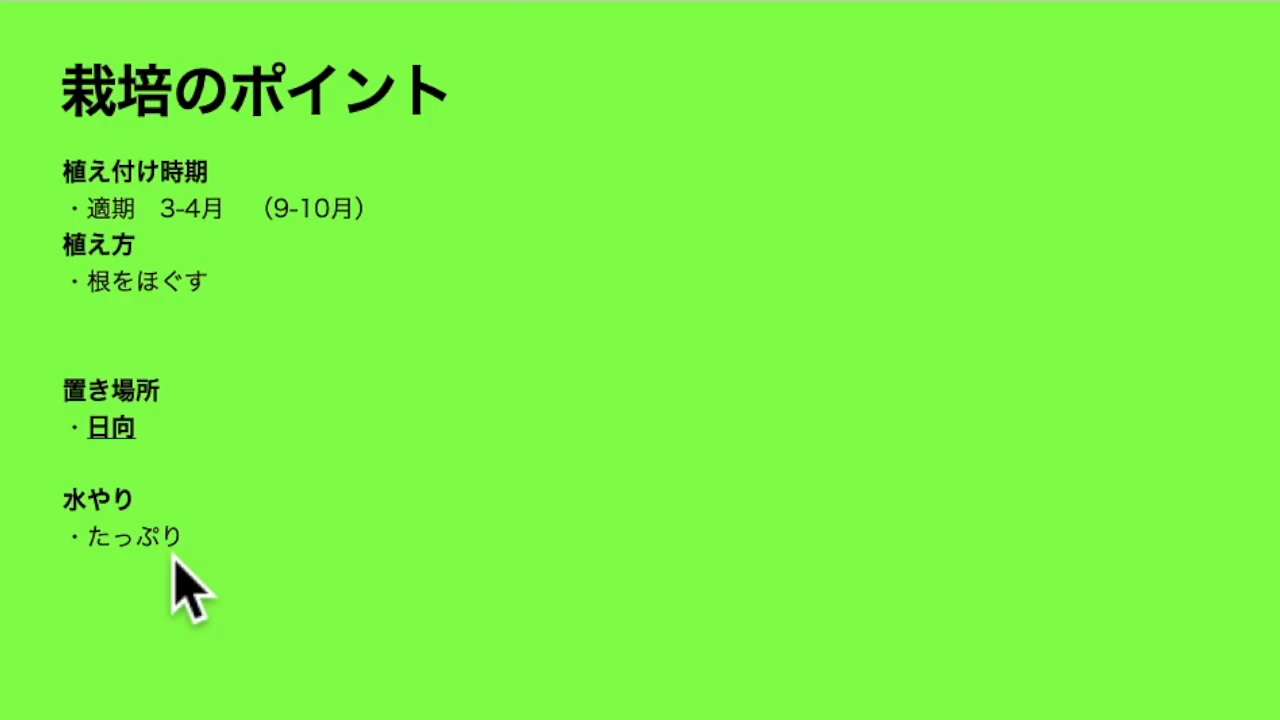 栽培のポイント
植え付け時期
・適期　3-4月　（9-10月）
植え方
・根をほぐす
置き場所
・日向
水やり
・たっぷり